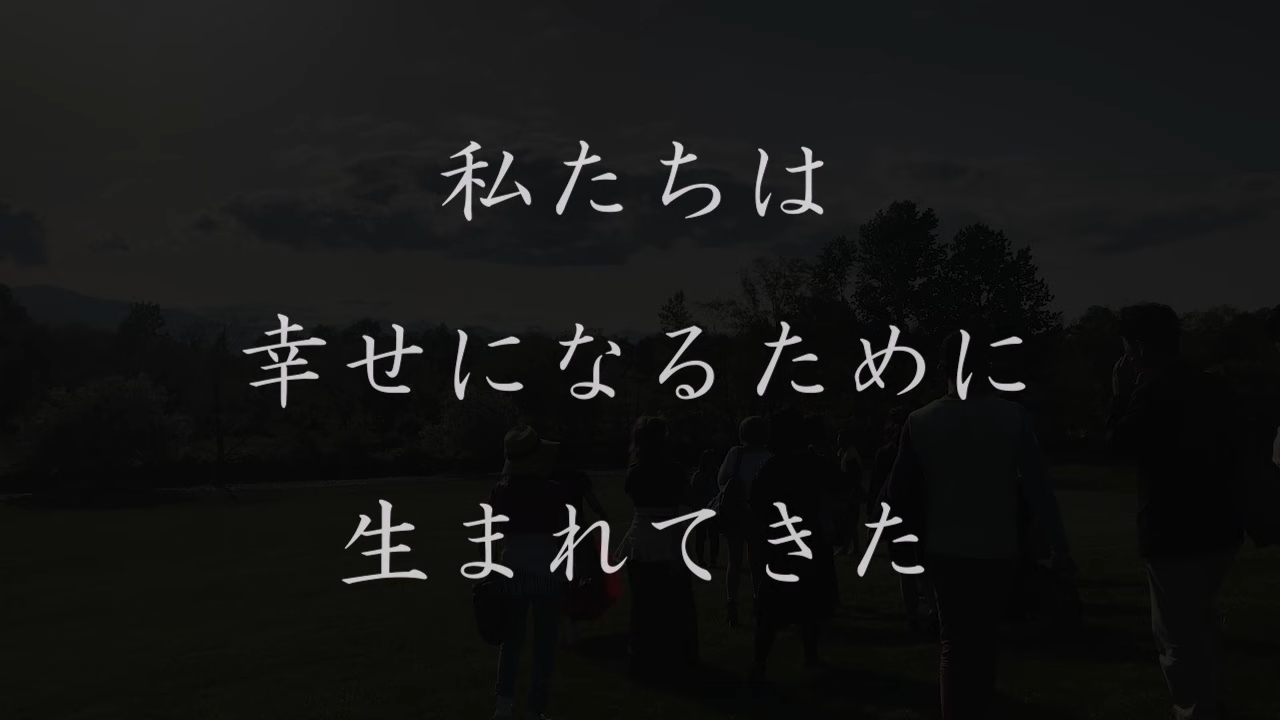 私たちは
幸せになるために
生まれてきた